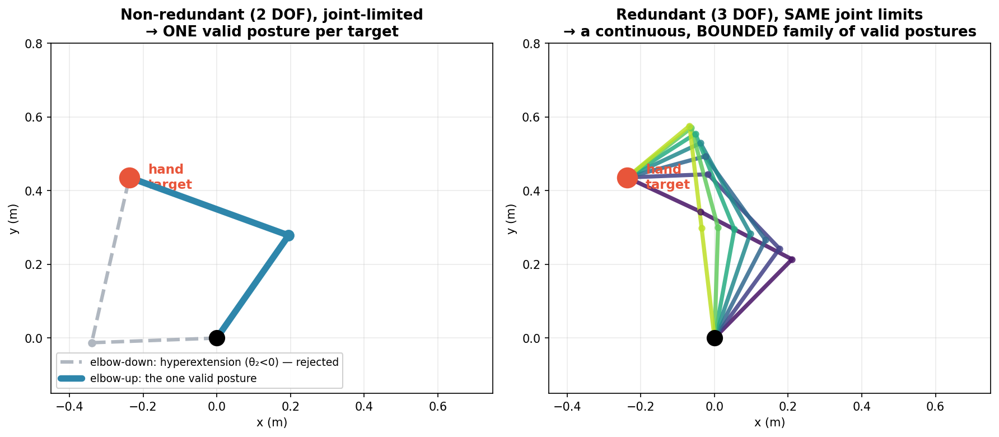 Non-redundant (2 DOF), joint-limited
→ ONE valid posture per target
0.8
0.6
0.4
0.2
0.0
y (m)
hand
target
elbow-down: hyperextension (θ₂<0) — rejected
elbow-up: the one valid posture
−0.4
−0.2
0.0
0.2
0.4
0.6
x (m)
Redundant (3 DOF), SAME joint limits
→ a continuous, BOUNDED family of valid postures
0.8
0.6
0.4
0.2
0.0
y (m)
hand
target
−0.4
−0.2
0.0
0.2
0.4
0.6
x (m)